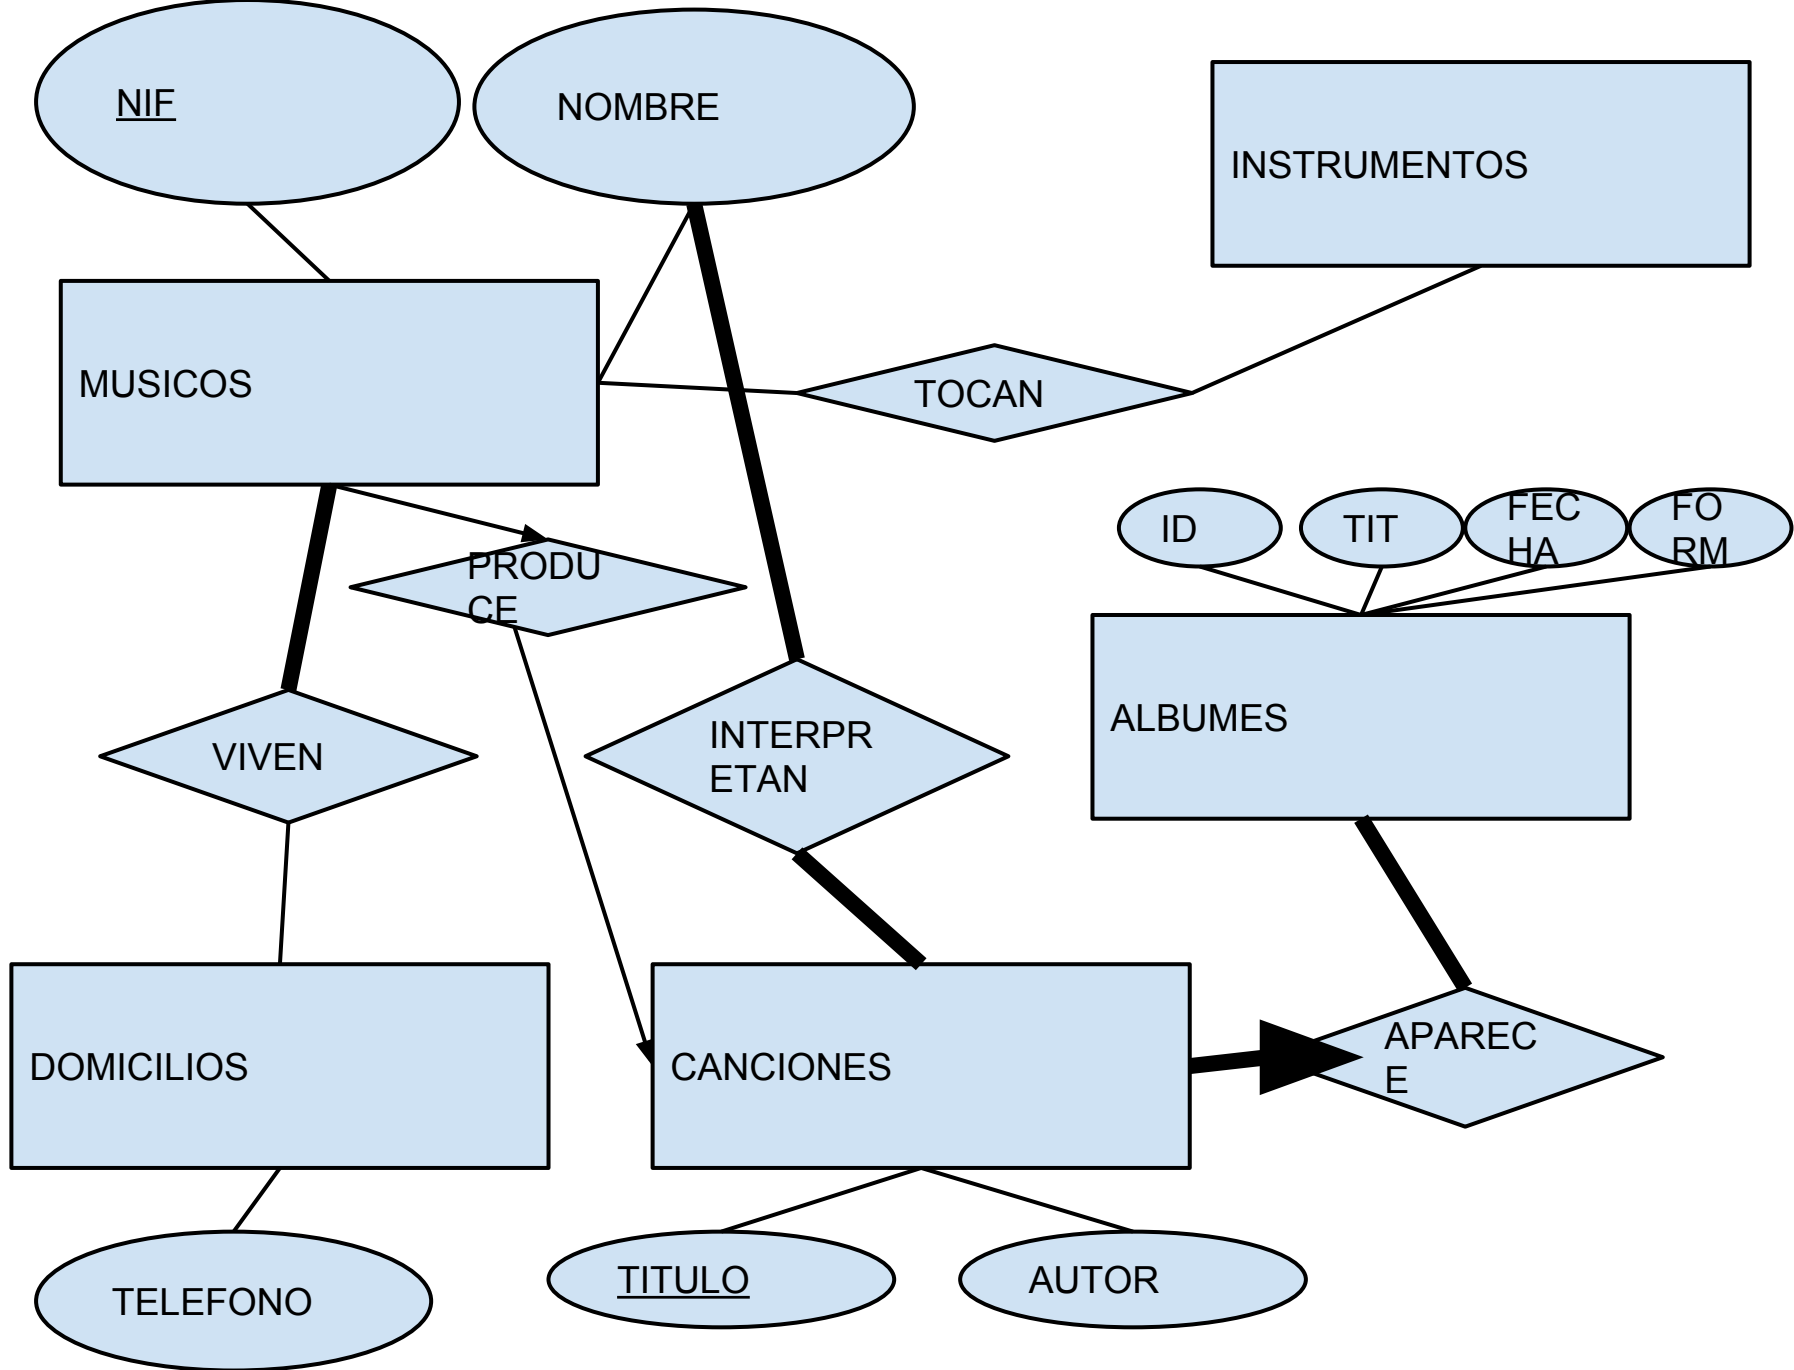 NIF
NOMBRE
INSTRUMENTOS
MUSICOS
TOCAN
ID
TIT
FEC
HA
FO
RM
PRODU
CE
ALBUMES
VIVEN
INTERPR
ETAN
DOMICILIOS
CANCIONES
APAREC
E
TELEFONO
TITULO
AUTOR